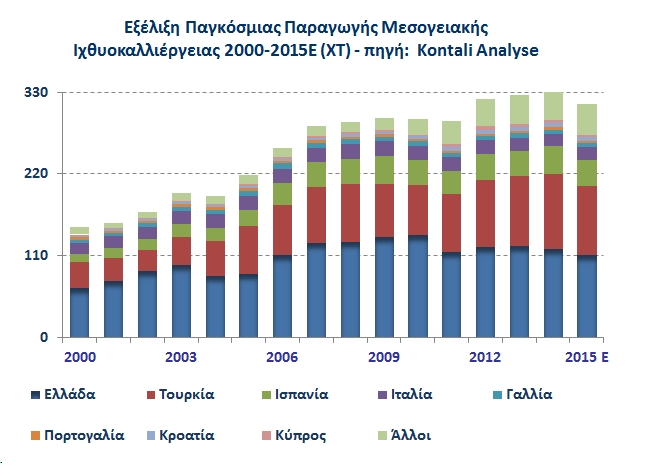 Εξέλιξη Παγκόσμιας Παραγωγής Μεσογειακής
Ιχθυοκαλλιέργειας 2000-2015E (ΧΤ) - πηγή: Kontali Analyse
330
220
110
0
2000 2003 2006 2009 2012 2015 E
Ελλάδα Τουρκία Ισπανία Ιταλία Γαλλία
Πορτογαλία Κροατία Κύπρος Άλλοι